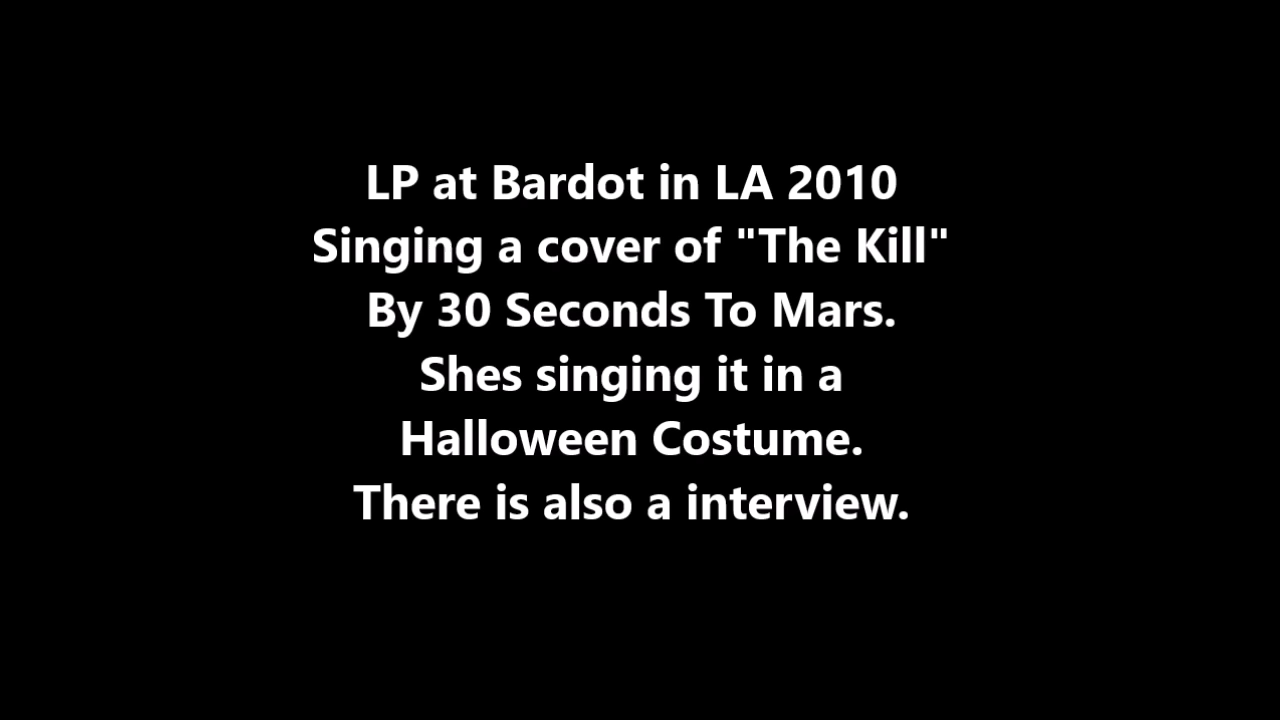 LP at Bardot in LA 2010
Singing a cover of "The Kill"
By 30 Seconds To Mars.
Shes singing it in a
Halloween Costume.
There is also a interview.